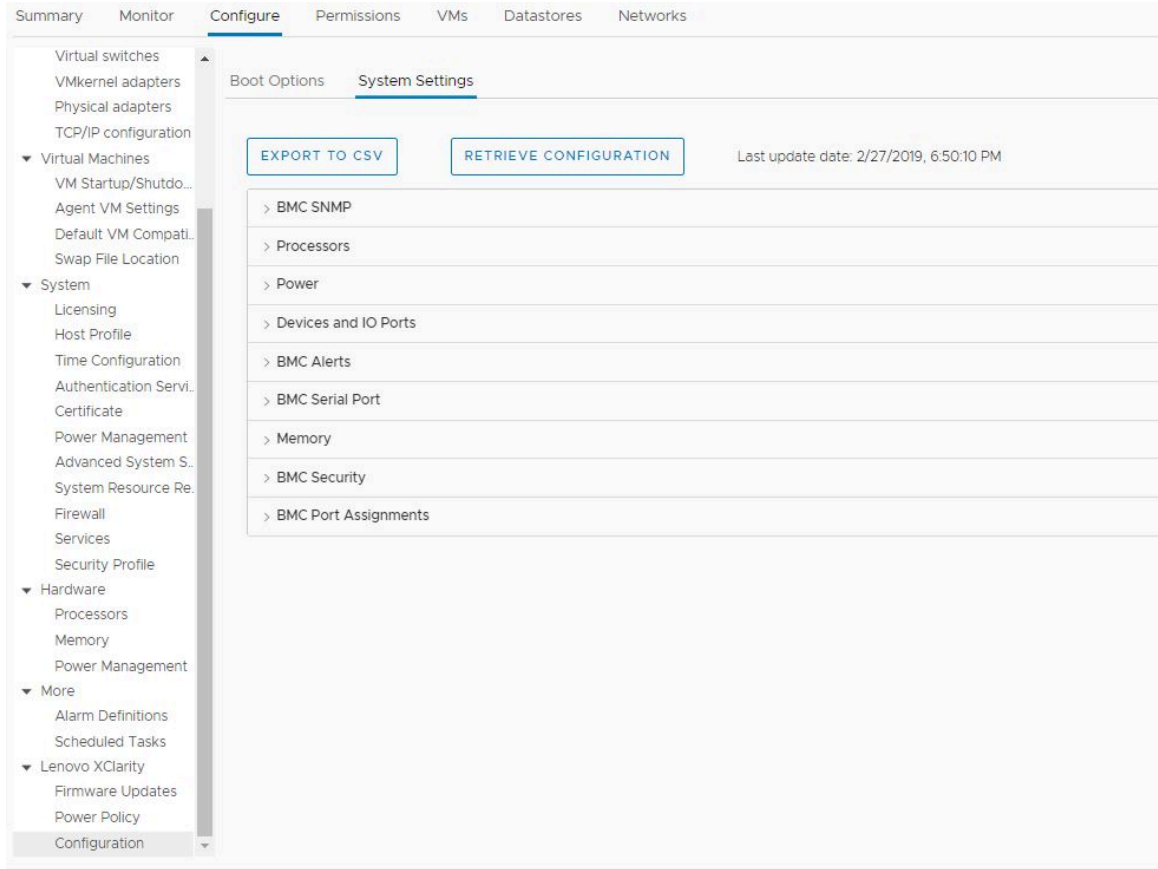 Summary Monitor Configure Permissions VMs Datastores Networks
Virtual switches
VMkernel adapters
Physical adapters
TCP/IP configuration
Virtual Machines
VM Startup/Shutdo...
Agent VM Settings
Default VM Compati..
Swap File Location
System
Licensing
Host Profile
Time Configuration
Authentication Servi..
Certificate
Power Management
Advanced System S..
System Resource Re.
Firewall
Services
Security Profile
Hardware
Processors
Memory
Power Management
More
Alarm Definitions
Scheduled Tasks
Lenovo XClarity
Firmware Updates
Power Policy
Configuration
Boot Options System Settings
EXPORT TO CSV RETRIEVE CONFIGURATION Last update date: 2/27/2019, 6:50:10 PM
BMC SNMP
Processors
Power
Devices and IO Ports
BMC Alerts
BMC Serial Port
Memory
BMC Security
BMC Port Assignments